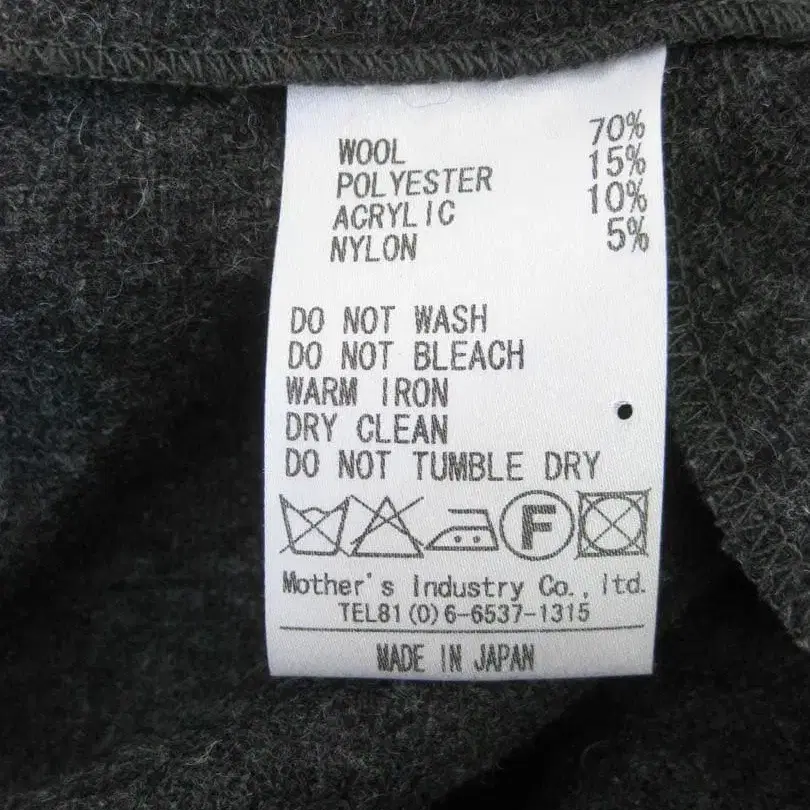 WOOL 70%
POLYESTER 15%
ACRYLIC 10%
NYLON 5%
DO NOT WASH
DO NOT BLEACH
WARM IRON
DRY CLEAN
DO NOT TUMBLE DRY
F
Mother's Industry Co., ltd.
TEL81(0)6-6537-1315
MADE IN JAPAN